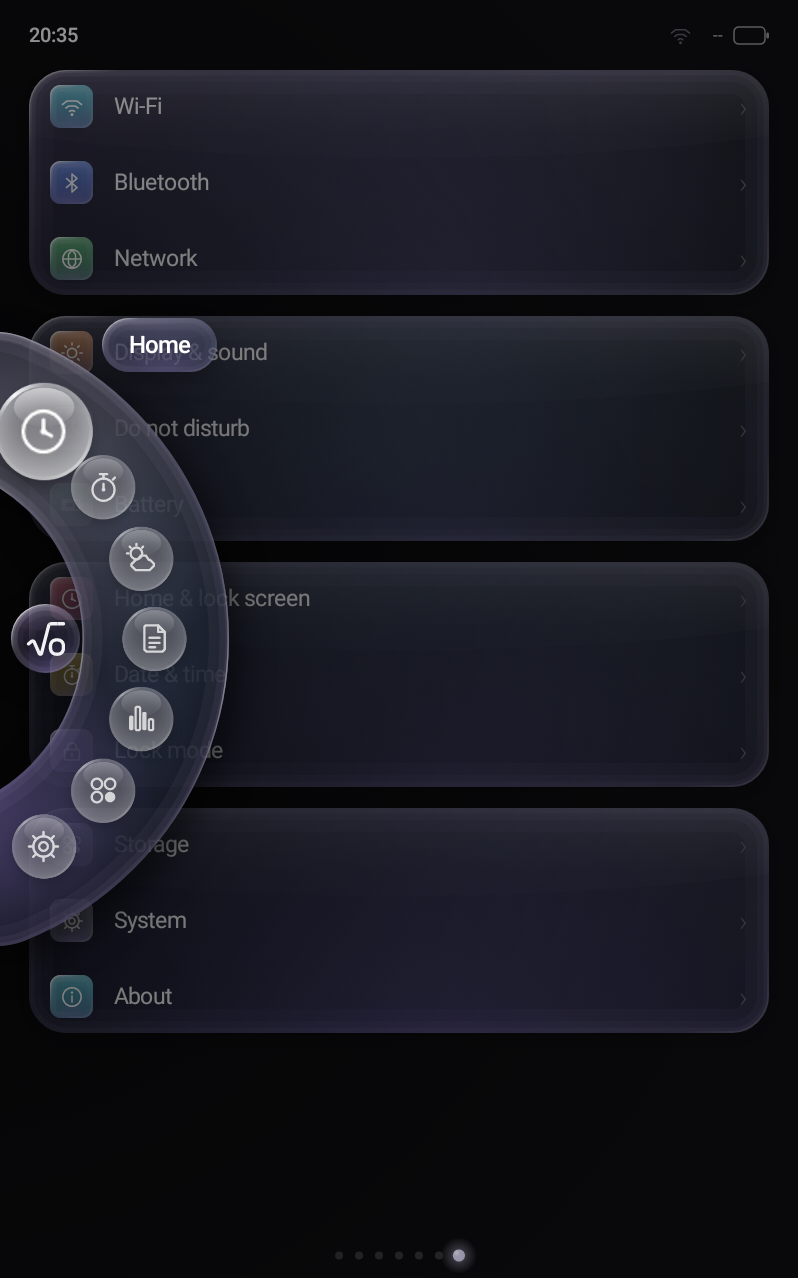 20:35
--
Wi-Fi
Bluetooth
Network
Home
Display & sound
Do not disturb
Battery
Home & lock screen
Date & time
Lock mode
Storage
System
About